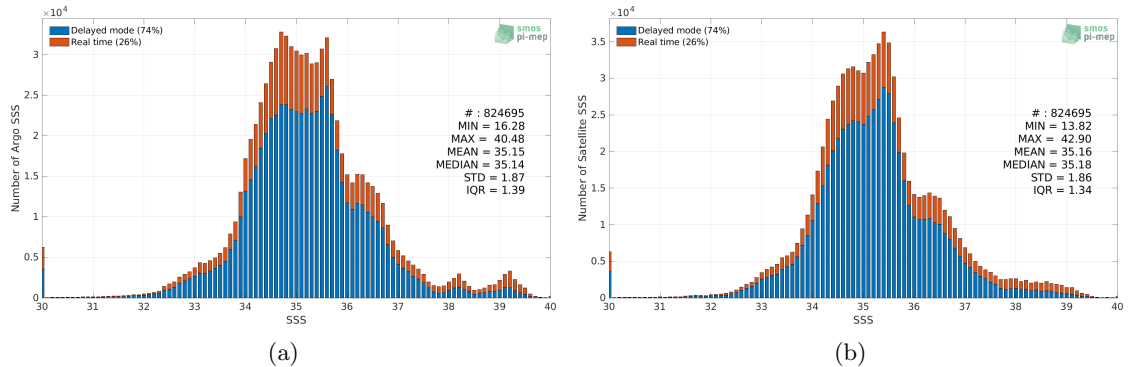 ×10⁴
Delayed mode (74%)
Real time (26%)
smos
pi-mep
# : 824695
MIN = 16.28
MAX = 40.48
MEAN = 35.15
MEDIAN = 35.14
STD = 1.87
IQR = 1.39
Number of Argo SSS
3
2.5
2
1.5
1
0.5
0
30 31 32 33 34 35 36 37 38 39 40
SSS
(a)
×10⁴
Delayed mode (74%)
Real time (26%)
smos
pi-mep
# : 824695
MIN = 13.82
MAX = 42.90
MEAN = 35.16
MEDIAN = 35.18
STD = 1.86
IQR = 1.34
Number of Satellite SSS
3.5
3
2.5
2
1.5
1
0.5
0
30 31 32 33 34 35 36 37 38 39 40
SSS
(b)